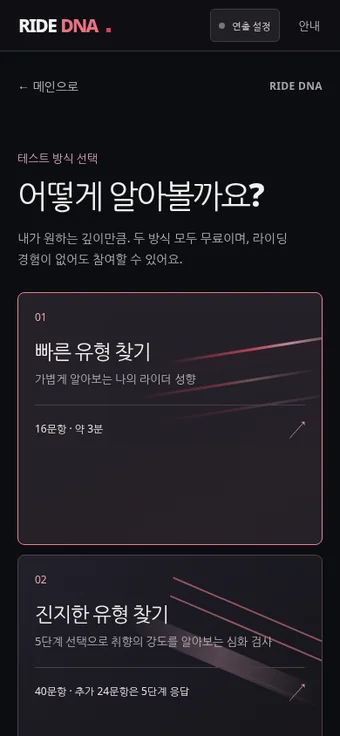 RIDE DNA .
연출 설정
안내
← 메인으로
RIDE DNA
테스트 방식 선택
어떻게 알아볼까요?
내가 원하는 깊이만큼. 두 방식 모두 무료이며, 라이딩
경험이 없어도 참여할 수 있어요.
01
빠른 유형 찾기
가볍게 알아보는 나의 라이더 성향
16문항 · 약 3분
02
진지한 유형 찾기
5단계 선택으로 취향의 강도를 알아보는 심화 검사
40문항 · 추가 24문항은 5단계 응답